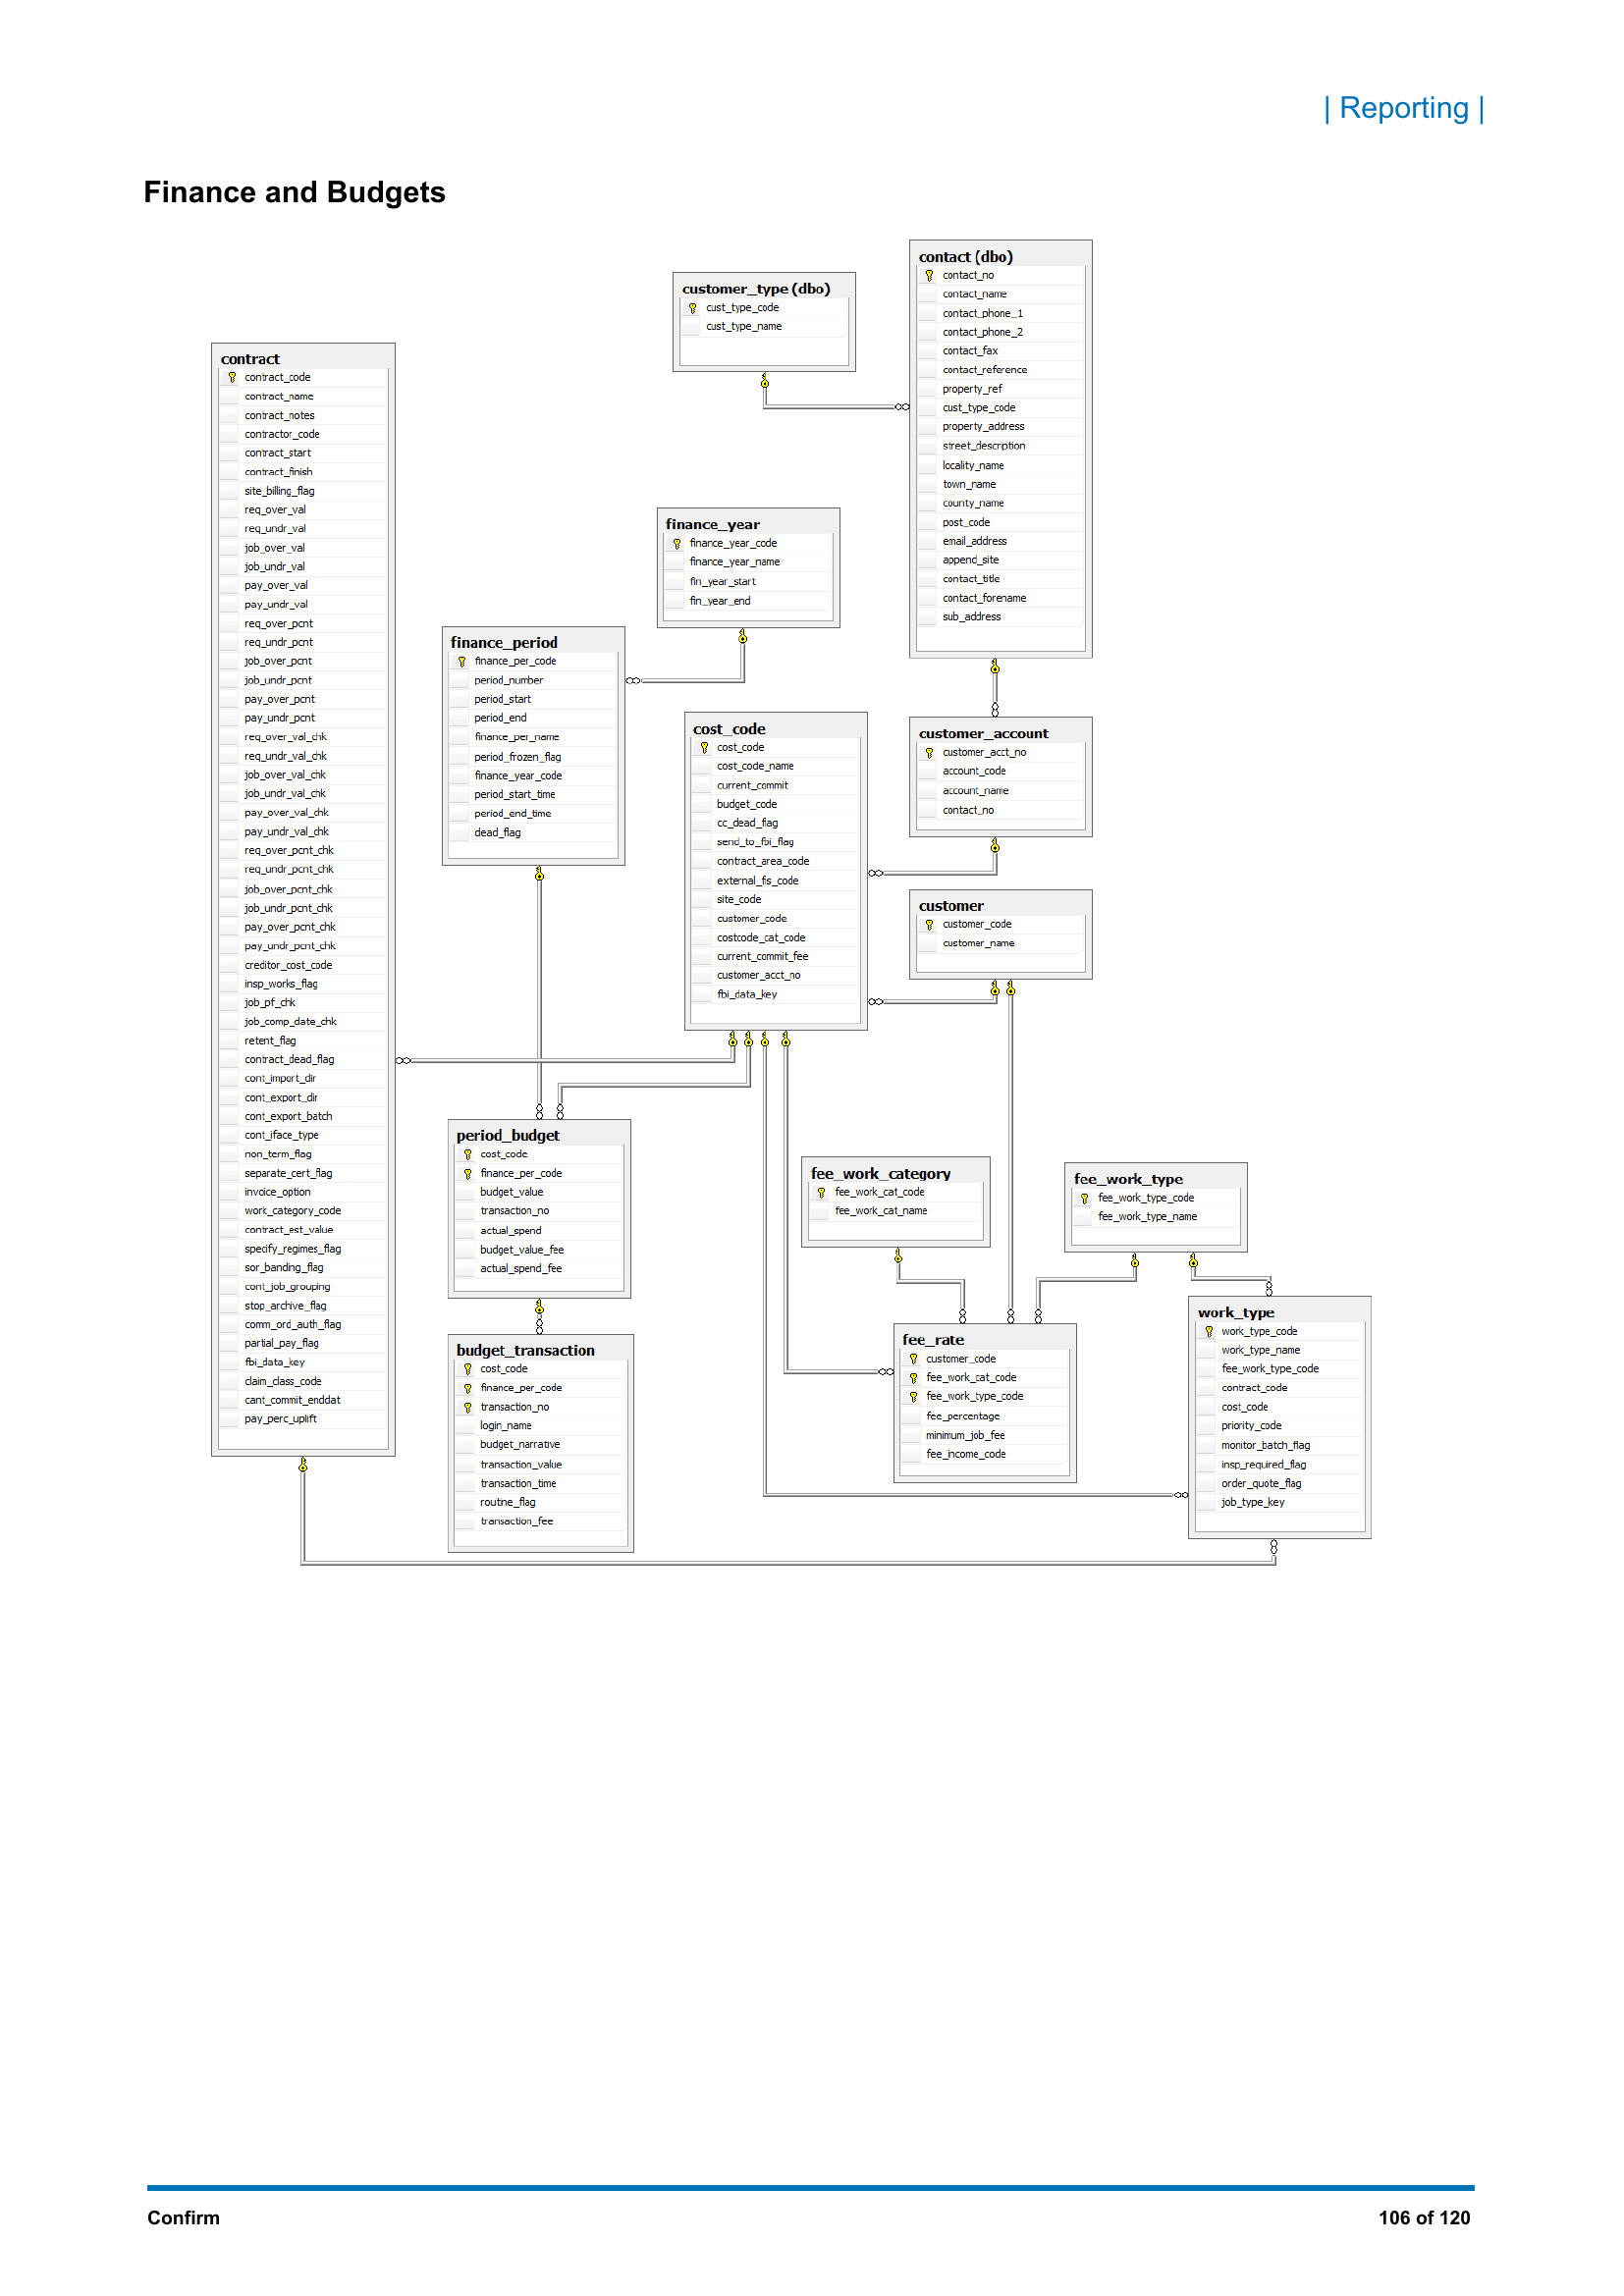 | Reporting |
Finance and Budgets
contact (dbo)
contact_no
contact_name
contact_phone_1
contact_phone_2
contact_fax
contact_reference
property_ref
cust_type_code
property_address
street_description
locality_name
town_name
county_name
post_code
email_address
append_site
contact_title
contact_forename
sub_address
customer_type (dbo)
cust_type_code
cust_type_name
contract
contract_code
contract_name
contract_notes
contractor_code
contract_start
contract_finish
site_billing_flag
req_over_val
req_undr_val
job_over_val
job_undr_val
pay_over_val
pay_undr_val
req_over_pcnt
req_undr_pcnt
job_over_pcnt
job_undr_pcnt
pay_over_pcnt
pay_undr_pcnt
req_over_val_chk
req_undr_val_chk
job_over_val_chk
job_undr_val_chk
pay_over_val_chk
pay_undr_val_chk
req_over_pcnt_chk
req_undr_pcnt_chk
job_over_pcnt_chk
job_undr_pcnt_chk
pay_over_pcnt_chk
pay_undr_pcnt_chk
creditor_cost_code
insp_works_flag
job_pf_chk
job_comp_date_chk
retent_flag
contract_dead_flag
cont_import_dir
cont_export_dir
cont_export_batch
cont_iface_type
non_term_flag
separate_cert_flag
invoice_option
work_category_code
contract_est_value
specify_regimes_flag
sor_banding_flag
cont_job_grouping
stop_archive_flag
comm_ord_auth_flag
partial_pay_flag
fbi_data_key
claim_class_code
cant_commit_enddat
pay_perc_uplift
finance_year
finance_year_code
finance_year_name
fin_year_start
fin_year_end
finance_period
finance_per_code
period_number
period_start
period_end
finance_per_name
period_frozen_flag
finance_year_code
period_start_time
period_end_time
dead_flag
cost_code
cost_code
cost_code_name
current_commit
budget_code
cc_dead_flag
send_to_fbi_flag
contract_area_code
external_fis_code
site_code
customer_code
costcode_cat_code
current_commit_fee
customer_acct_no
fbi_data_key
customer_account
customer_acct_no
account_code
account_name
contact_no
customer
customer_code
customer_name
period_budget
cost_code
finance_per_code
budget_value
transaction_no
actual_spend
budget_value_fee
actual_spend_fee
fee_work_category
fee_work_cat_code
fee_work_cat_name
fee_work_type
fee_work_type_code
fee_work_type_name
budget_transaction
cost_code
finance_per_code
transaction_no
login_name
budget_narrative
transaction_value
transaction_time
routine_flag
transaction_fee
fee_rate
customer_code
fee_work_cat_code
fee_work_type_code
fee_percentage
minimum_job_fee
fee_income_code
work_type
work_type_code
work_type_name
fee_work_type_code
contract_code
cost_code
priority_code
monitor_batch_flag
insp_required_flag
order_quote_flag
job_type_key
Confirm
106 of 120